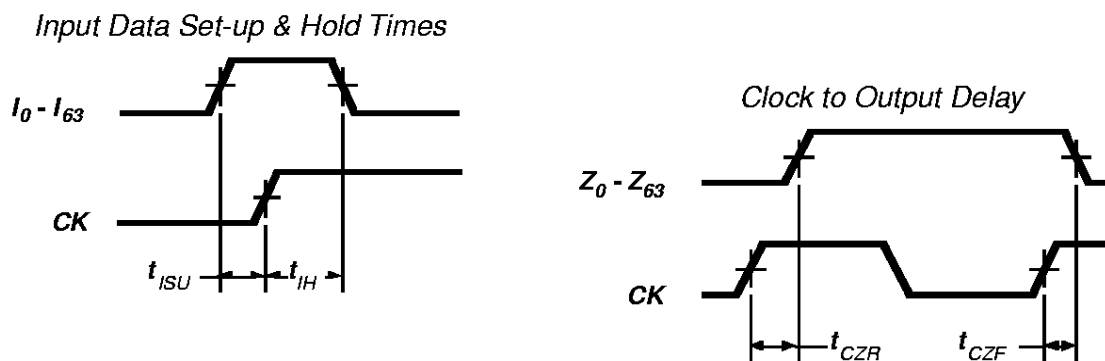 Input Data Set-up & Hold Times
I0 - I63
CK
tISU
tIH
Clock to Output Delay
Z0 - Z63
CK
tCZR
tCZF